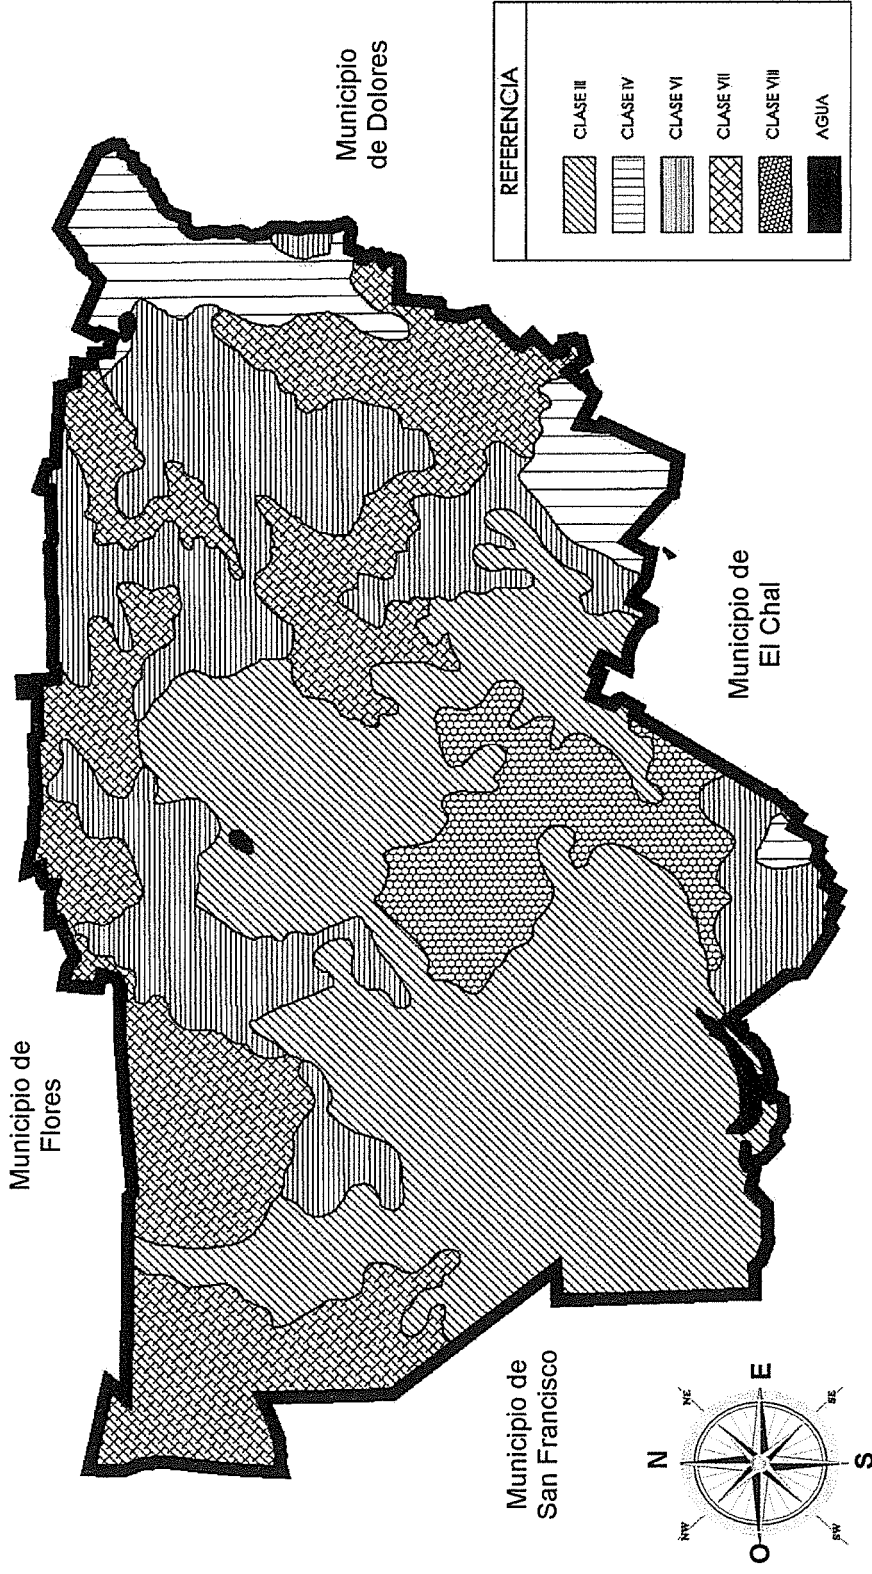 Municipio de
Flores
Municipio
de Dolores
Municipio de
San Francisco
Municipio de
El Chal
REFERENCIA
CLASE III
CLASE IV
CLASE VI
CLASE VII
CLASE VIII
AGUA
N
NE
E
SE
S
SW
O
NW